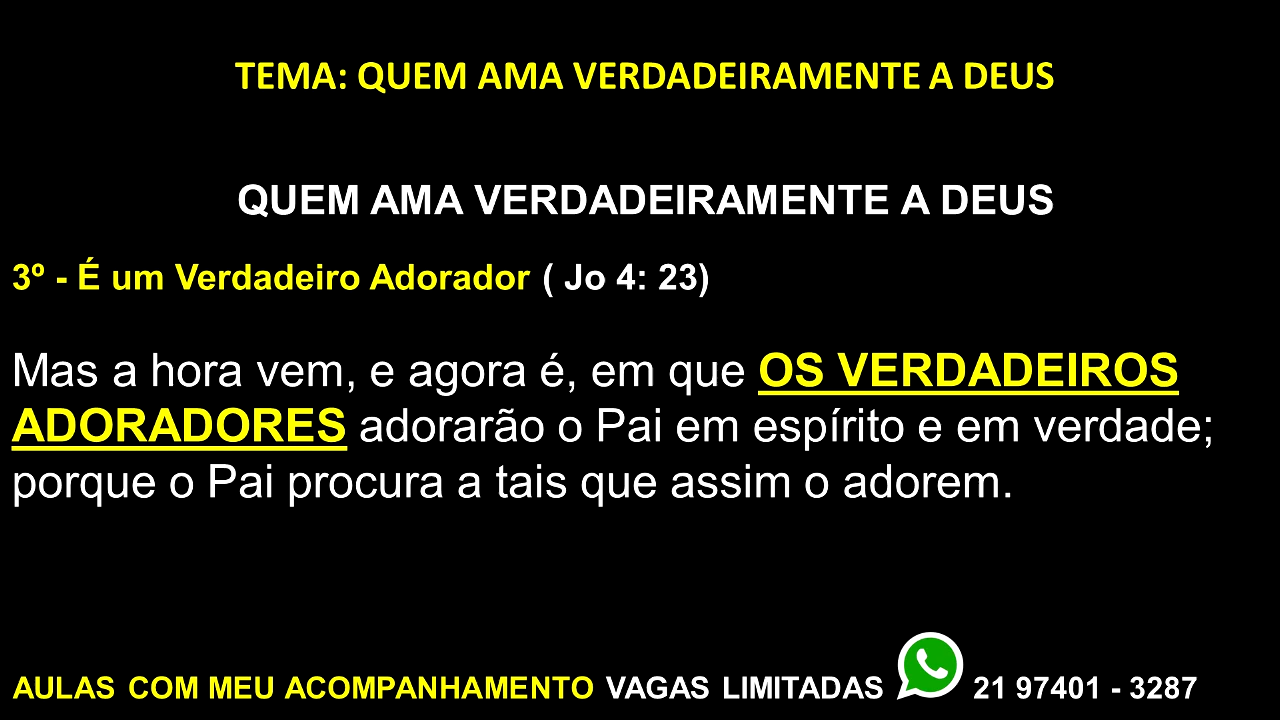 TEMA: QUEM AMA VERDADEIRAMENTE A DEUS
QUEM AMA VERDADEIRAMENTE A DEUS
3º - É um Verdadeiro Adorador ( Jo 4: 23)
Mas a hora vem, e agora é, em que OS VERDADEIROS
ADORADORES adorarão o Pai em espírito e em verdade;
porque o Pai procura a tais que assim o adorem.
AULAS COM MEU ACOMPANHAMENTO VAGAS LIMITADAS 21 97401 - 3287